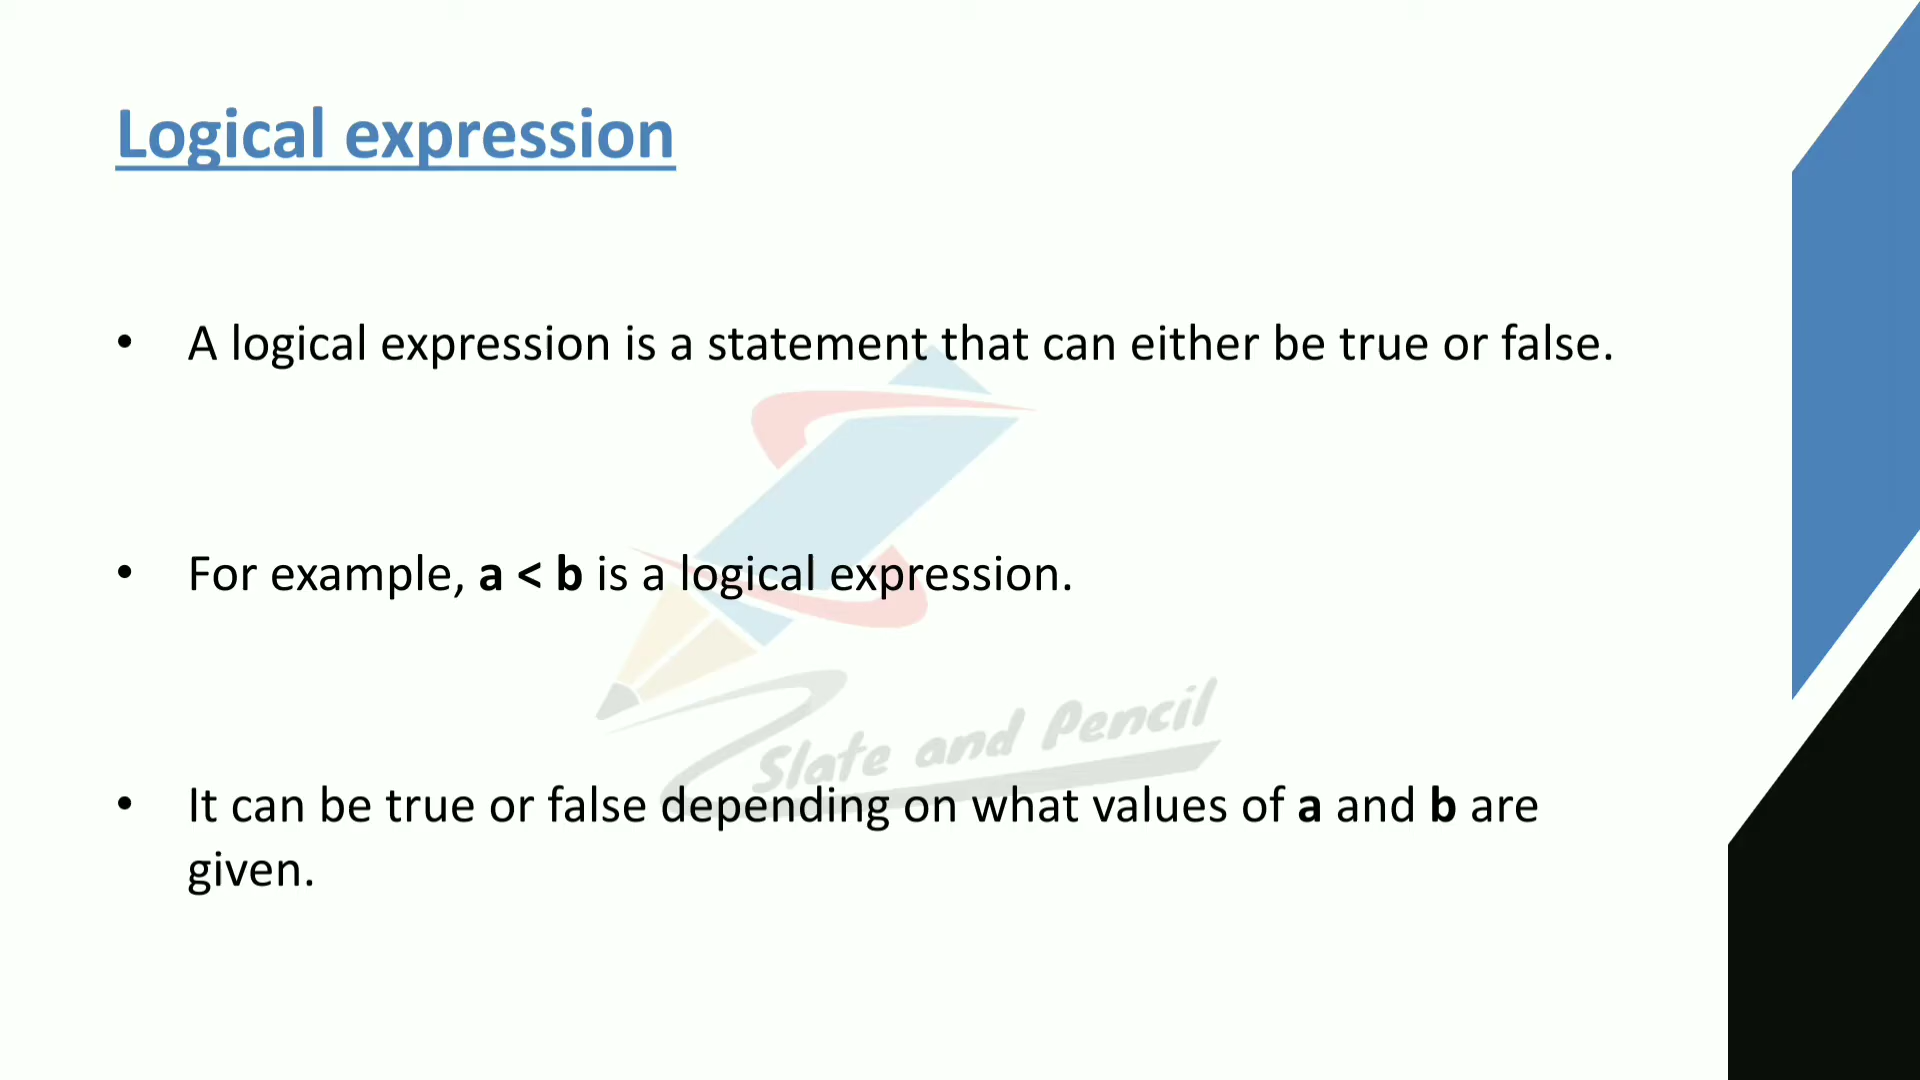 Logical expression
• A logical expression is a statement that can either be true or false.
• For example, a < b is a logical expression.
Slate and Pencil
• It can be true or false depending on what values of a and b are
given.